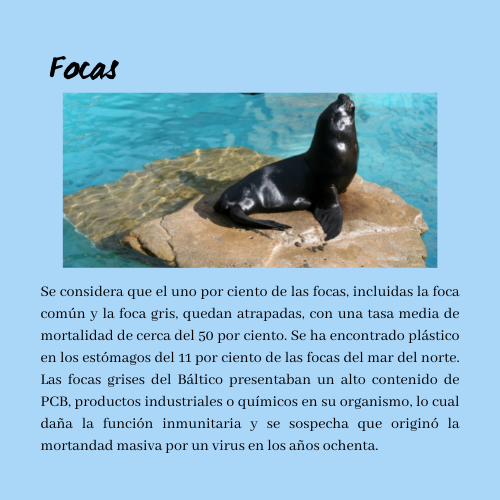 Focas
Se considera que el uno por ciento de las focas, incluidas la foca
común y la foca gris, quedan atrapadas, con una tasa media de
mortalidad de cerca del 50 por ciento. Se ha encontrado plástico
en los estómagos del 11 por ciento de las focas del mar del norte.
Las focas grises del Báltico presentaban un alto contenido de
PCB, productos industriales o químicos en su organismo, lo cual
daña la función inmunitaria y se sospecha que originó la
mortandad masiva por un virus en los años ochenta.